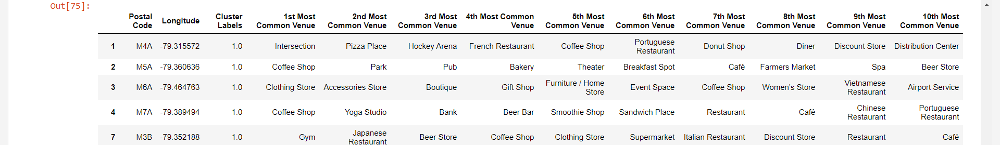 Out[75]:
Postal Code Longitude Cluster Labels 1st Most Common Venue 2nd Most Common Venue 3rd Most Common Venue 4th Most Common Venue 5th Most Common Venue 6th Most Common Venue 7th Most Common Venue 8th Most Common Venue 9th Most Common Venue 10th Most Common Venue
1 M4A -79.315572 1.0 Intersection Pizza Place Hockey Arena French Restaurant Coffee Shop Portuguese Restaurant Donut Shop Diner Discount Store Distribution Center
2 M5A -79.360636 1.0 Coffee Shop Park Pub Bakery Theater Breakfast Spot Café Farmers Market Spa Beer Store
3 M6A -79.464763 1.0 Clothing Store Accessories Store Boutique Gift Shop Furniture / Home Store Event Space Coffee Shop Women's Store Vietnamese Restaurant Airport Service
4 M7A -79.389494 1.0 Coffee Shop Yoga Studio Bank Beer Bar Smoothie Shop Sandwich Place Restaurant Café Chinese Restaurant Portuguese Restaurant
7 M3B -79.352188 1.0 Gym Japanese Restaurant Beer Store Coffee Shop Clothing Store Supermarket Italian Restaurant Discount Store Restaurant Café